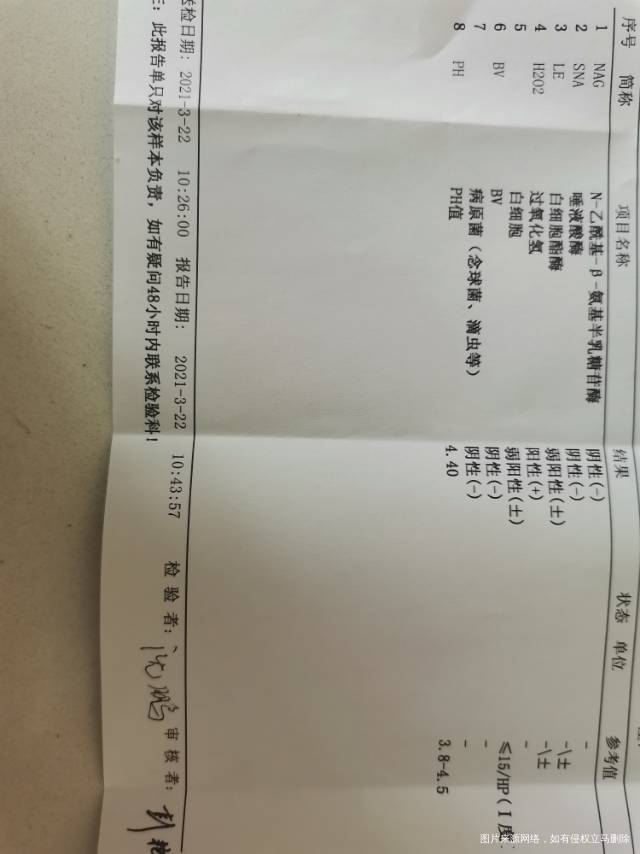 序号 简称 项目名称 结果 状态 单位 参考值
1 NAG N-乙酰基-β-氨基半乳糖苷酶 阴性(-) -
2 SNA 唾液酸酶 阴性(-) -\±
3 LE 白细胞酯酶 弱阳性(±) -\±
4 H2O2 过氧化氢 阳性(+) -
5 白细胞 弱阳性(±) ≤15/HP(Ⅰ度
6 BV BV 阴性(-) -
7 病原菌(念球菌、滴虫等) 阴性(-) -
8 PH PH值 4.40 3.8-4.5
送检日期: 2021-3-22 10:26:00 报告日期: 2021-3-22 10:43:57 检验者: 审核者:
: 此报告单只对该样本负责，如有疑问48小时内联系检验科!
图片来源网络，如有侵权立马删除